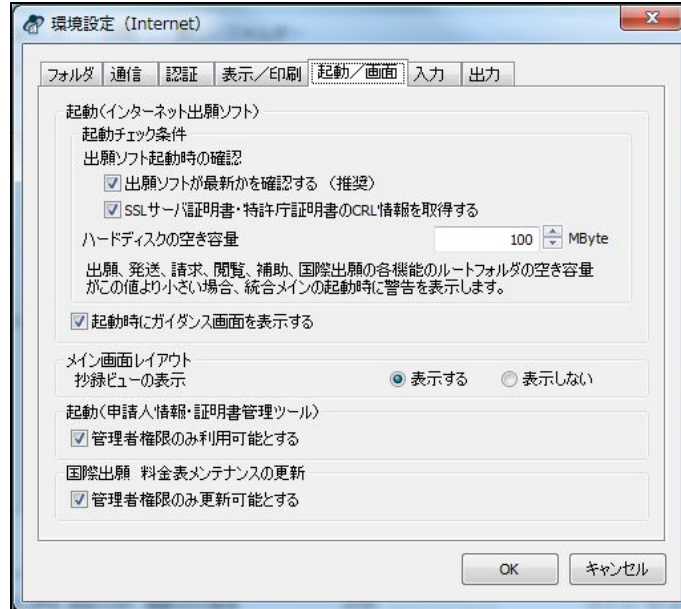 環境設定（Internet）
フォルダ 通信 認証 表示／印刷 起動／画面 入力 出力
起動(インターネット出願ソフト)
起動チェック条件
出願ソフト起動時の確認
出願ソフトが最新かを確認する（推奨）
SSLサーバ証明書・特許庁証明書のCRL情報を取得する
ハードディスクの空き容量 100 MByte
出願、発送、請求、閲覧、補助、国際出願の各機能のルートフォルダの空き容量
がこの値より小さい場合、統合メインの起動時に警告を表示します。
起動時にガイダンス画面を表示する
メイン画面レイアウト
抄録ビューの表示 表示する 表示しない
起動(申請人情報・証明書管理ツール)
管理者権限のみ利用可能とする
国際出願 料金表メンテナンスの更新
管理者権限のみ更新可能とする
OK キャンセル